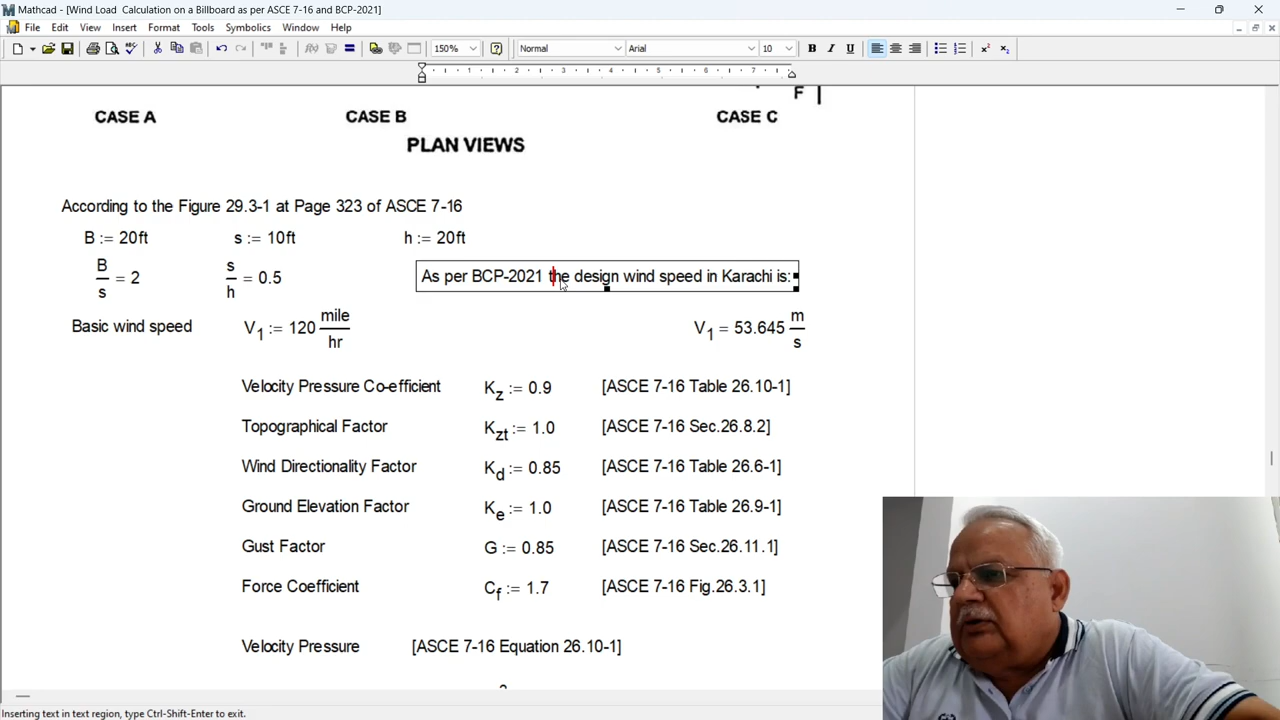 Mathcad - [Wind Load Calculation on a Billboard as per ASCE 7-16 and BCP-2021]
File Edit View Insert Format Tools Symbolics Window Help
150% Normal Arial 10 B I U
1 2 3 4 5 6 7
F
CASE A CASE B CASE C
PLAN VIEWS
According to the Figure 29.3-1 at Page 323 of ASCE 7-16
B := 20ft s := 10ft h := 20ft
B/s = 2 s/h = 0.5 As per BCP-2021 the design wind speed in Karachi is:
Basic wind speed V1 := 120 mile/hr V1 = 53.645 m/s
Velocity Pressure Co-efficient Kz := 0.9 [ASCE 7-16 Table 26.10-1]
Topographical Factor Kzt := 1.0 [ASCE 7-16 Sec.26.8.2]
Wind Directionality Factor Kd := 0.85 [ASCE 7-16 Table 26.6-1]
Ground Elevation Factor Ke := 1.0 [ASCE 7-16 Table 26.9-1]
Gust Factor G := 0.85 [ASCE 7-16 Sec.26.11.1]
Force Coefficient Cf := 1.7 [ASCE 7-16 Fig.26.3.1]
Velocity Pressure [ASCE 7-16 Equation 26.10-1]
Inserting text in text region, type Ctrl-Shift-Enter to exit.